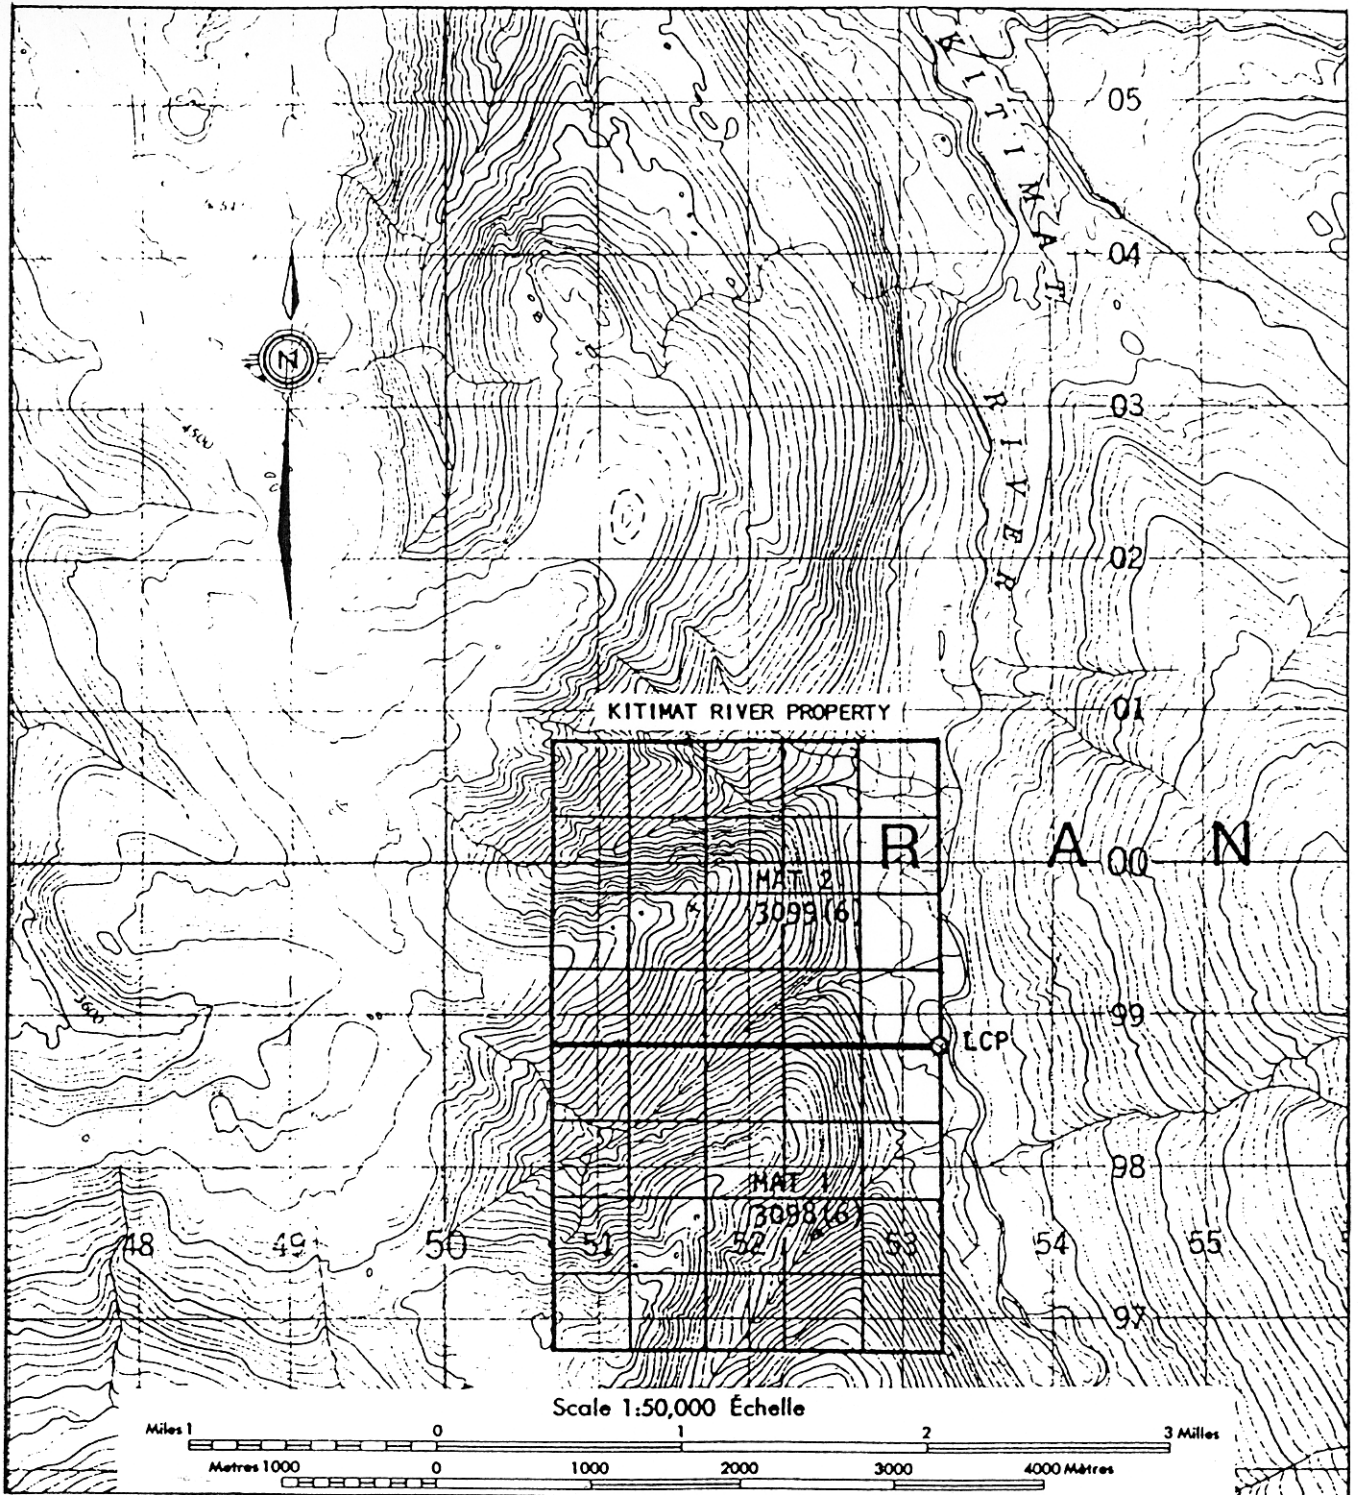 05
KITIMAT
04
N
03
RIVER
4500
02
KITIMAT RIVER PROPERTY
01
R A N
00
MAT 2
3099(6)
3600
99
LCP
98
MAT 1
3098(6)
48 49 50 51 52 53 54 55
97
Scale 1:50,000 Échelle
Miles 1 0 1 2 3 Milles
Metres 1000 0 1000 2000 3000 4000 Mètres